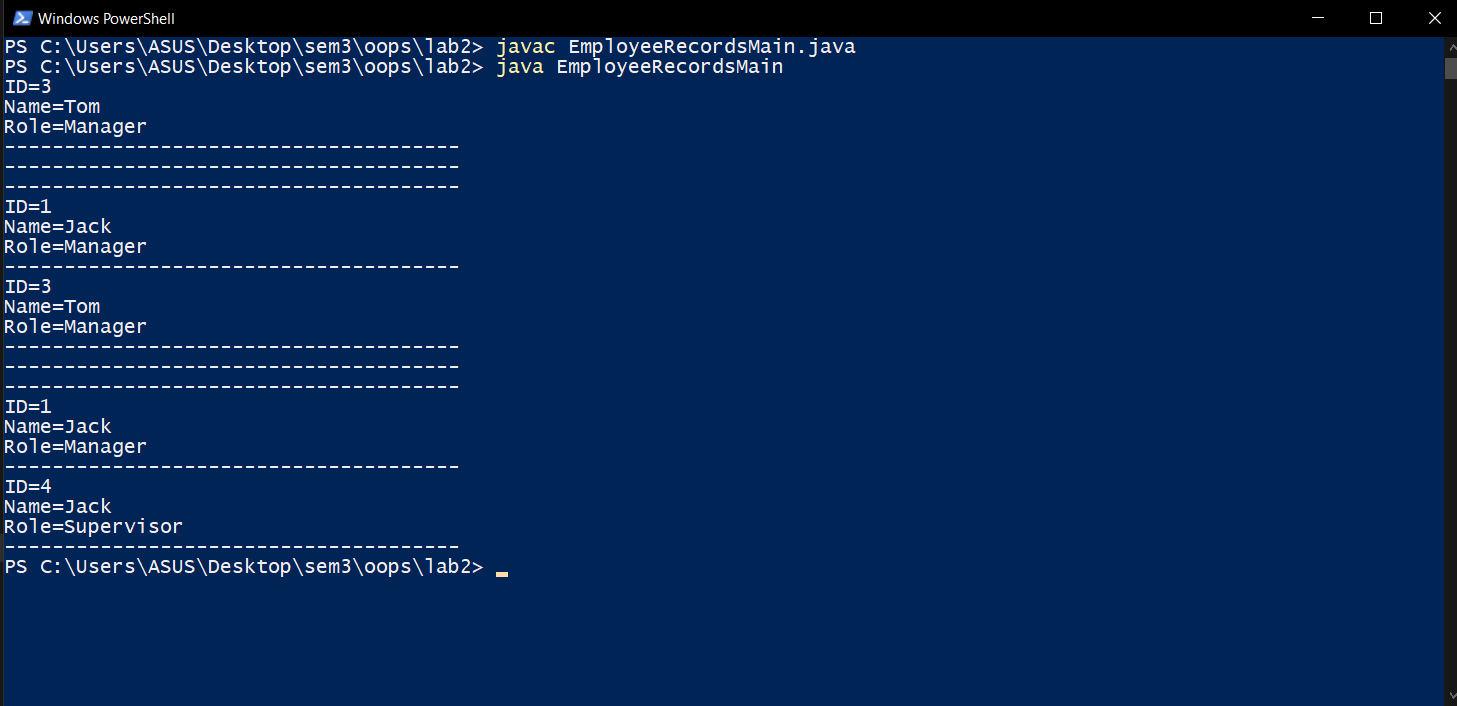 Windows PowerShell
PS C:\Users\ASUS\Desktop\sem3\oops\lab2> javac EmployeeRecordsMain.java
PS C:\Users\ASUS\Desktop\sem3\oops\lab2> java EmployeeRecordsMain
ID=3
Name=Tom
Role=Manager
--------------------------------------
--------------------------------------
--------------------------------------
ID=1
Name=Jack
Role=Manager
--------------------------------------
ID=3
Name=Tom
Role=Manager
--------------------------------------
--------------------------------------
--------------------------------------
ID=1
Name=Jack
Role=Manager
--------------------------------------
ID=4
Name=Jack
Role=Supervisor
--------------------------------------
PS C:\Users\ASUS\Desktop\sem3\oops\lab2>